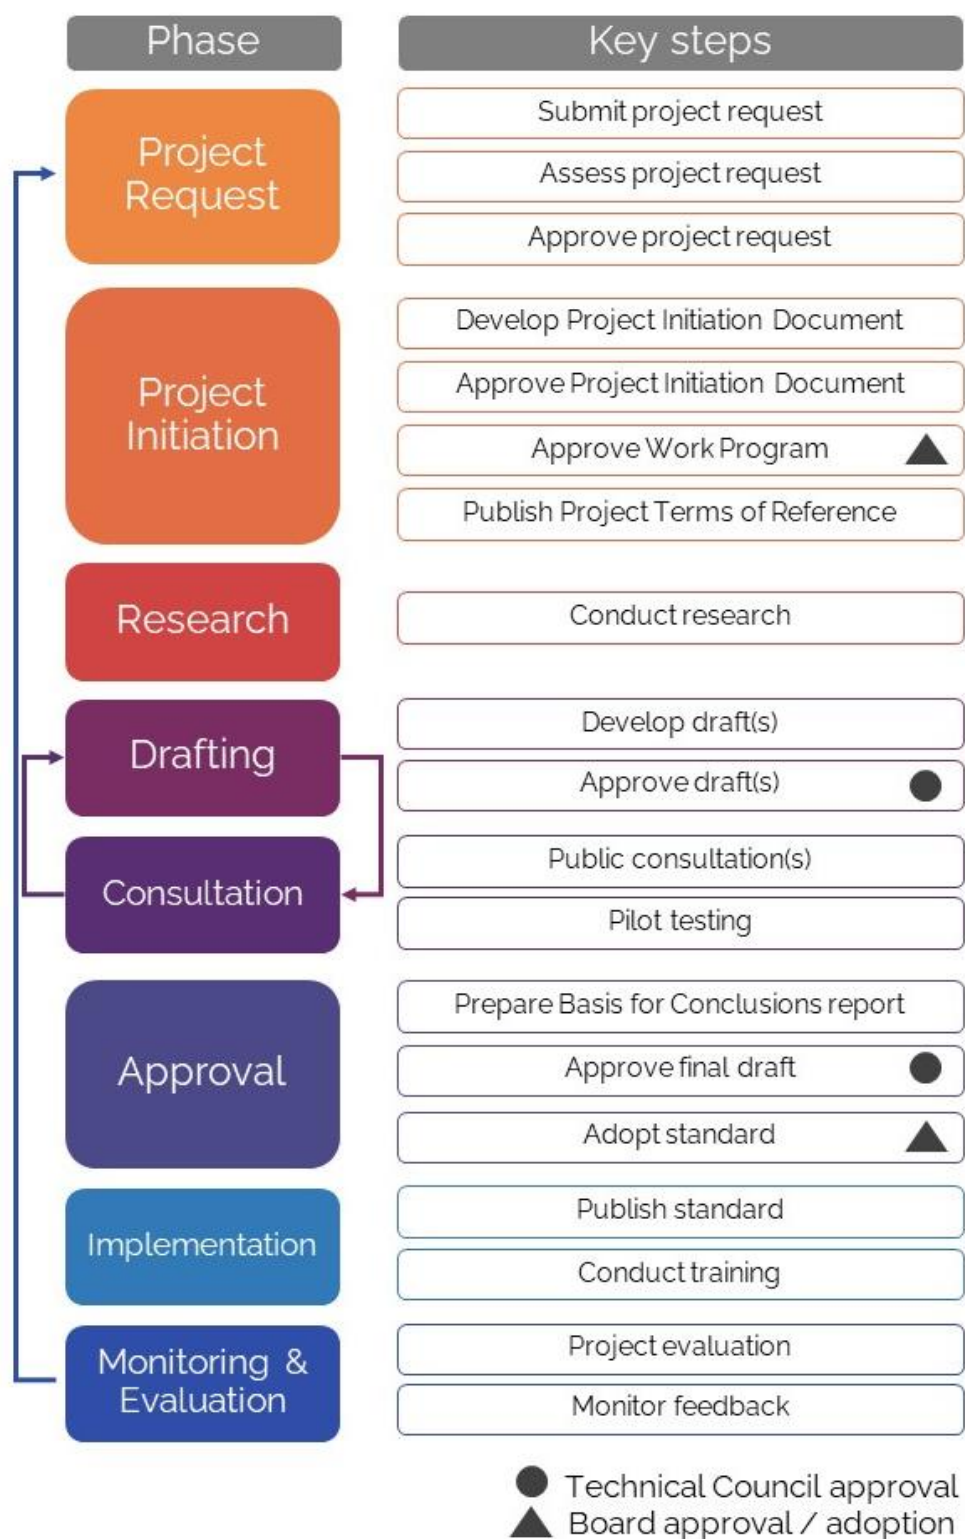 Phase
Key steps
Project
Request
Submit project request
Assess project request
Approve project request
Project
Initiation
Develop Project Initiation Document
Approve Project Initiation Document
Approve Work Program
Publish Project Terms of Reference
Research
Conduct research
Drafting
Develop draft(s)
Approve draft(s)
Consultation
Public consultation(s)
Pilot testing
Approval
Prepare Basis for Conclusions report
Approve final draft
Adopt standard
Implementation
Publish standard
Conduct training
Monitoring &
Evaluation
Project evaluation
Monitor feedback
Technical Council approval
Board approval / adoption